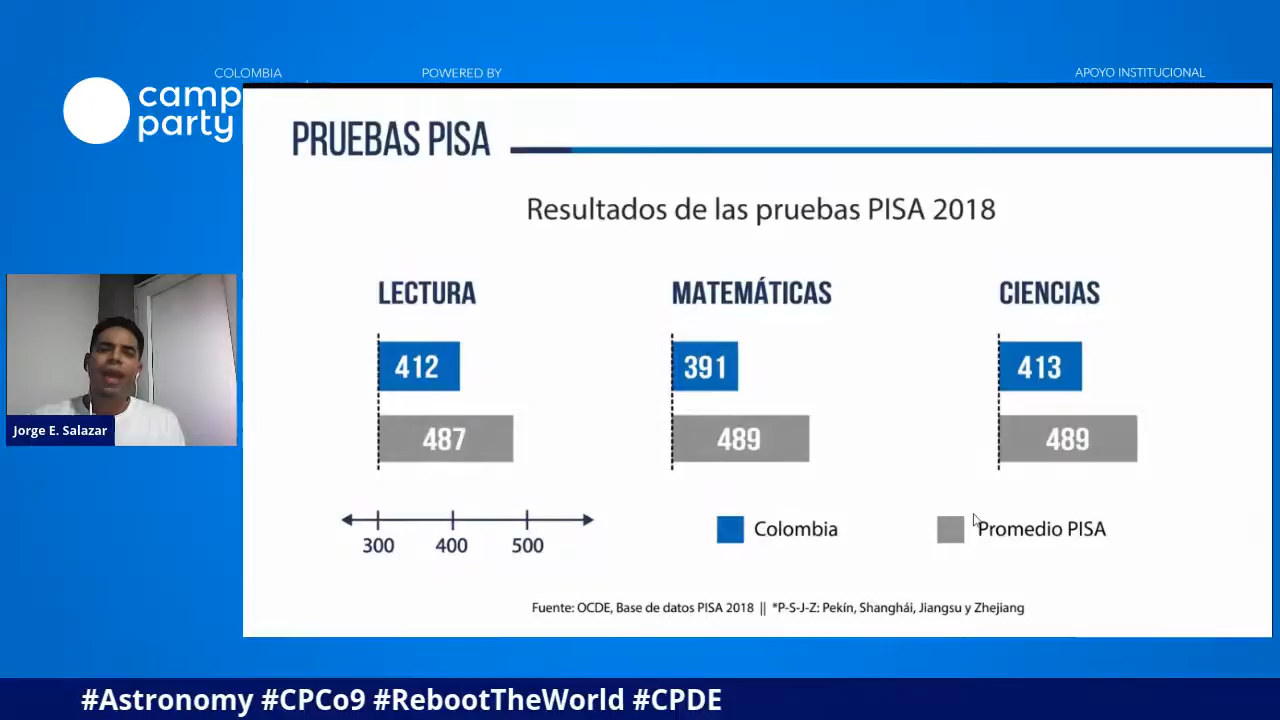 COLOMBIA
POWERED BY
APOYO INSTITUCIONAL
camp
party
PRUEBAS PISA
Resultados de las pruebas PISA 2018
LECTURA
MATEMÁTICAS
CIENCIAS
412
391
413
487
489
489
300
400
500
Colombia
Promedio PISA
Fuente: OCDE, Base de datos PISA 2018 || *P-S-J-Z: Pekín, Shanghái, Jiangsu y Zhejiang
Jorge E. Salazar
#Astronomy #CPCo9 #RebootTheWorld #CPDE